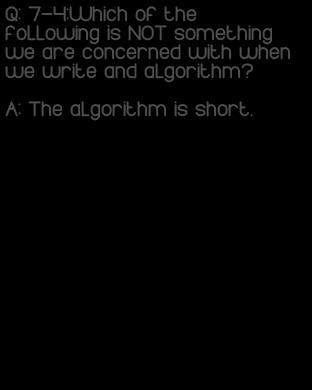 Q: 7-4:Which of the
following is NOT something
we are concerned with when
we write and algorithm?
A: The algorithm is short.